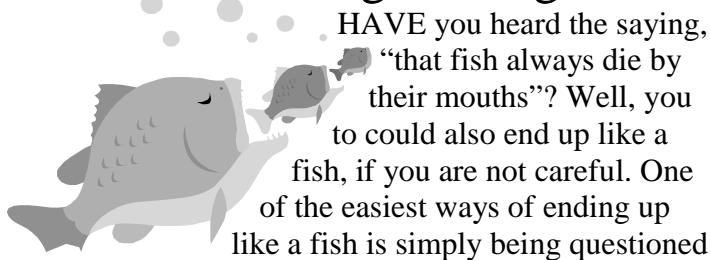 HAVE you heard the saying,
“that fish always die by
their mouths”? Well, you
to could also end up like a
fish, if you are not careful. One
of the easiest ways of ending up
like a fish is simply being questioned